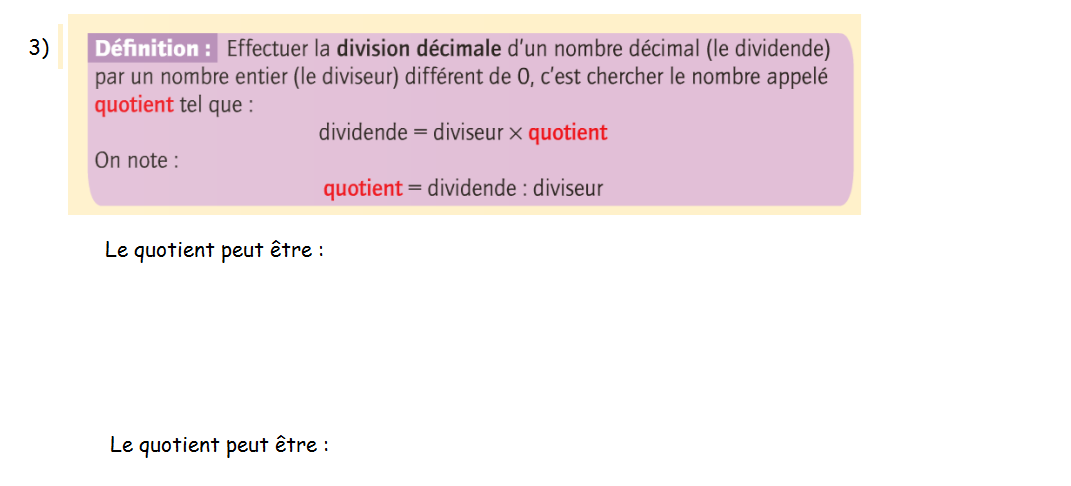 3)
Définition : Effectuer la division décimale d'un nombre décimal (le dividende)
par un nombre entier (le diviseur) différent de 0, c'est chercher le nombre appelé
quotient tel que :
dividende = diviseur × quotient
On note :
quotient = dividende : diviseur
Le quotient peut être :
Le quotient peut être :